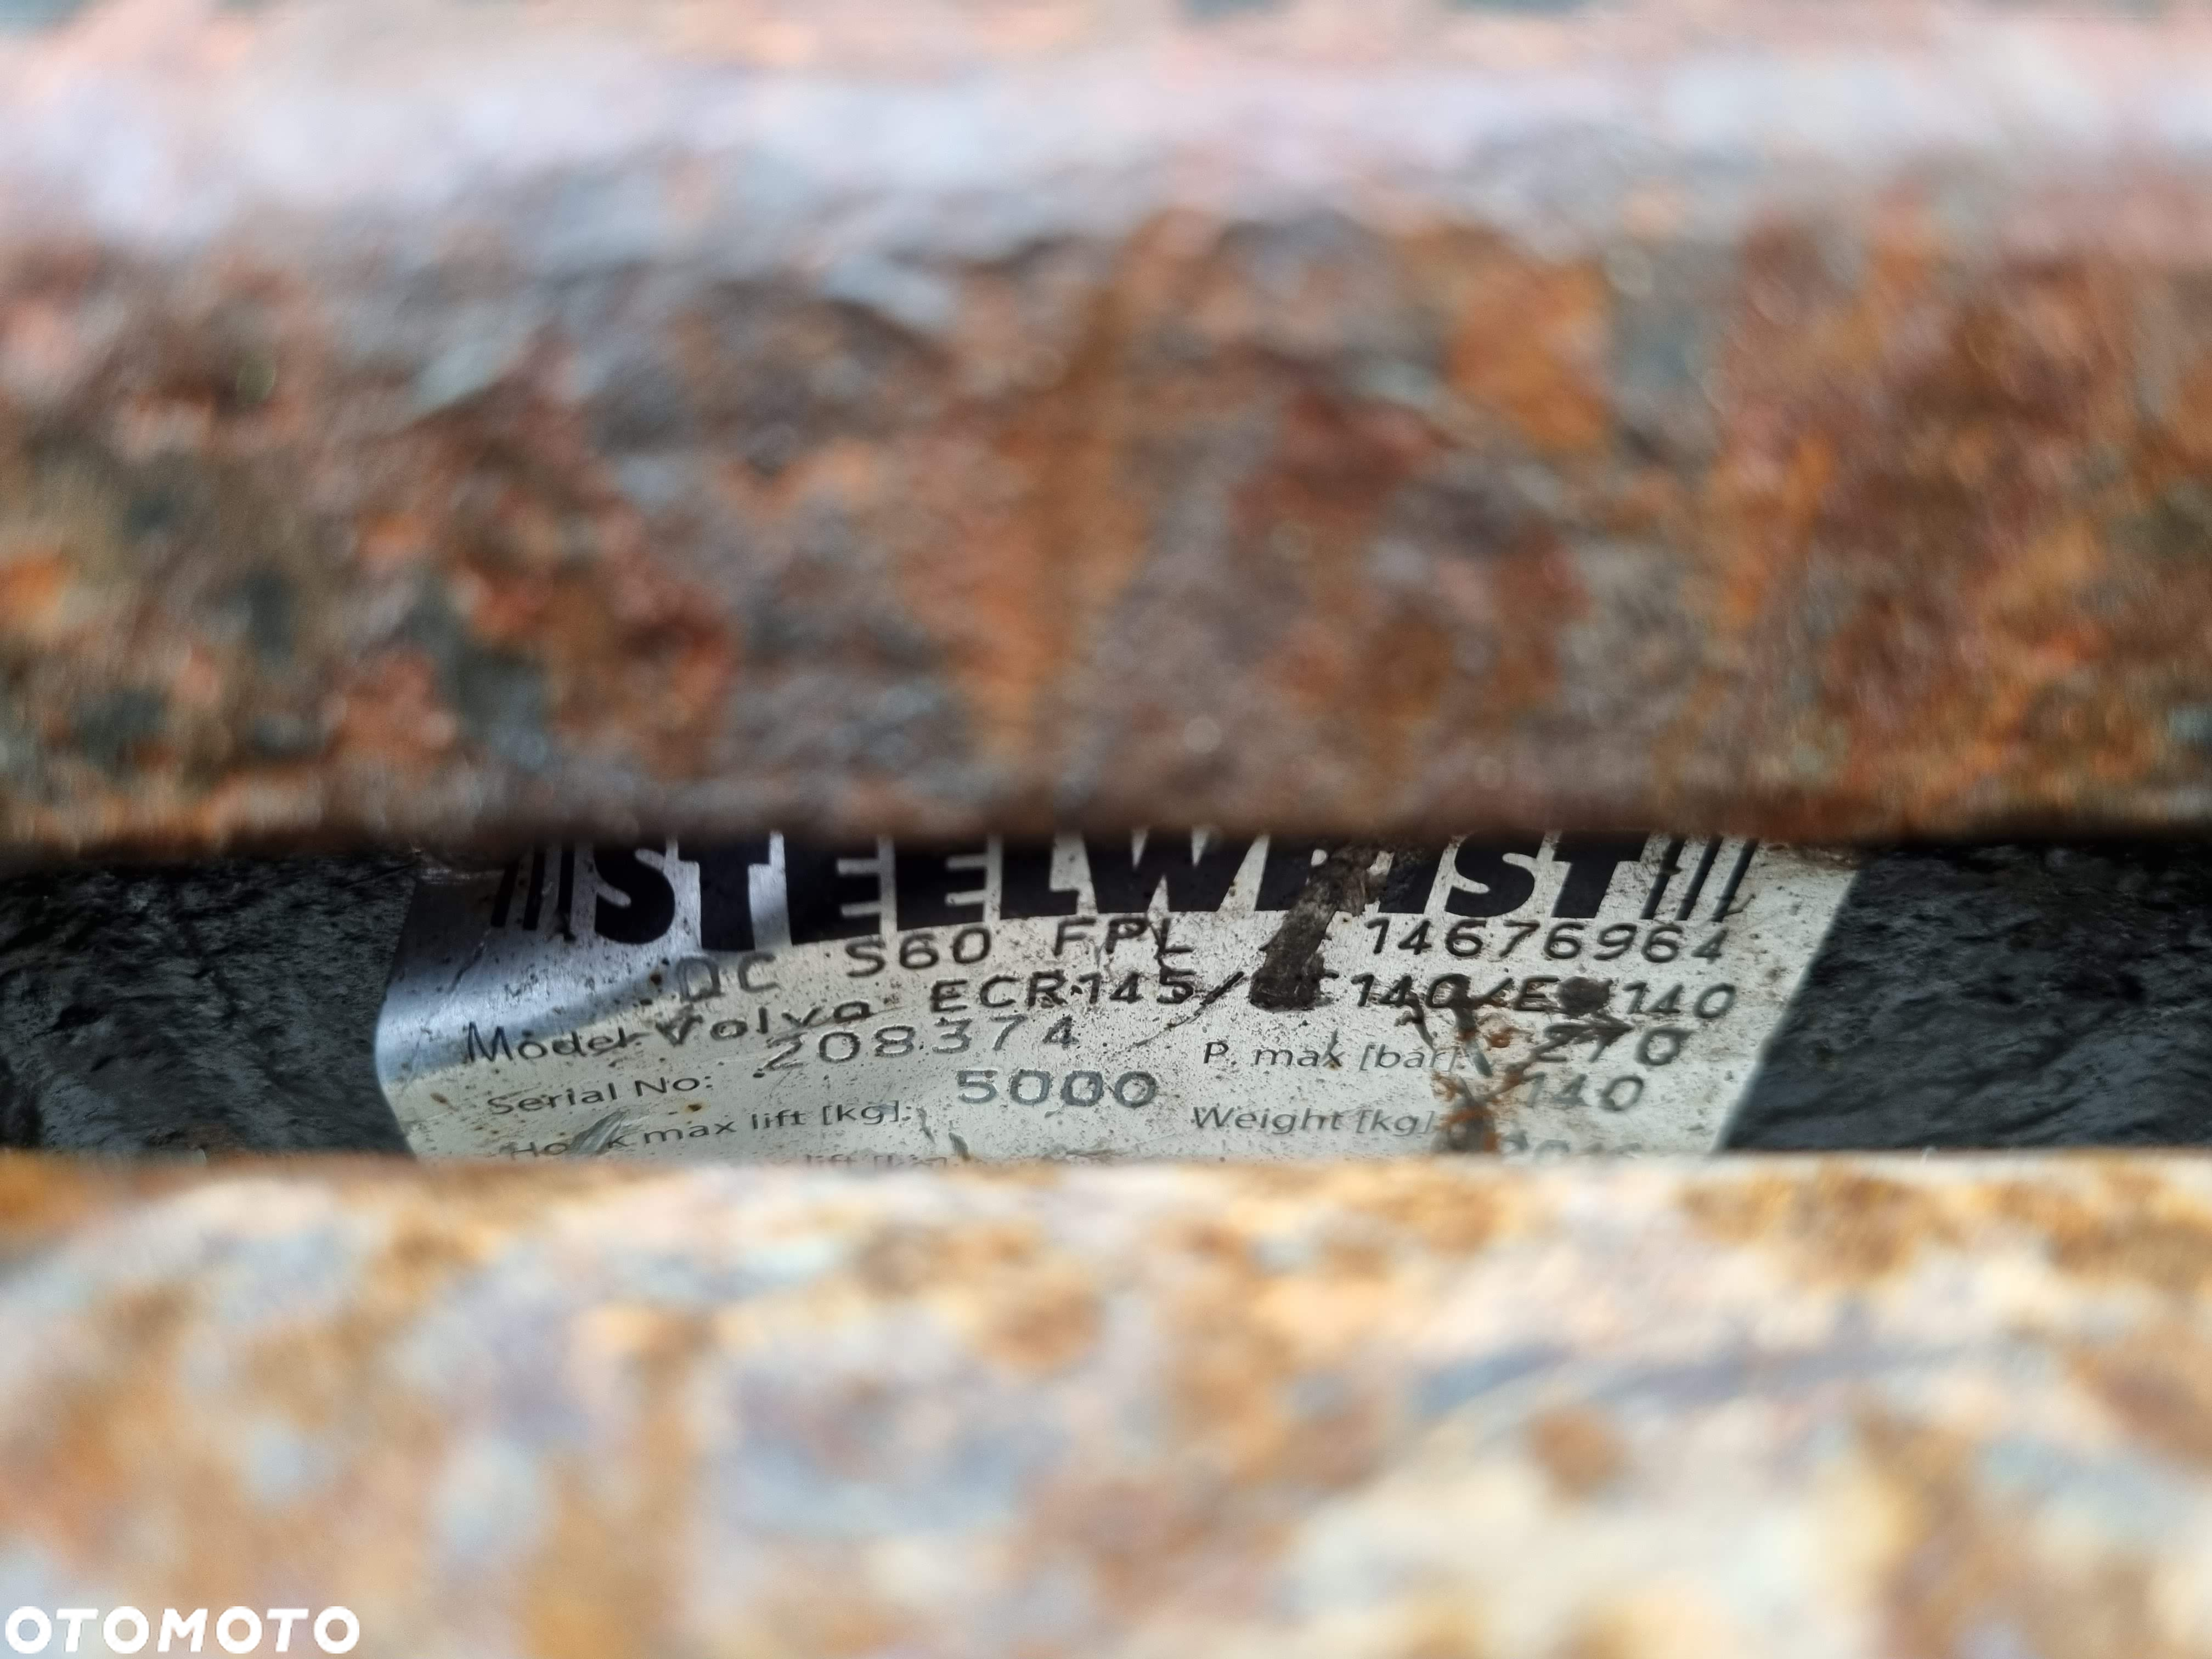 STEELWRIST
QC S60 FPL 14676964
Model Volvo ECR145/EC140/EW140
Serial No: 208374 P. max [bar]: 210
Hook max lift [kg]: 5000 Weight [kg]: 140
OTOMOTO